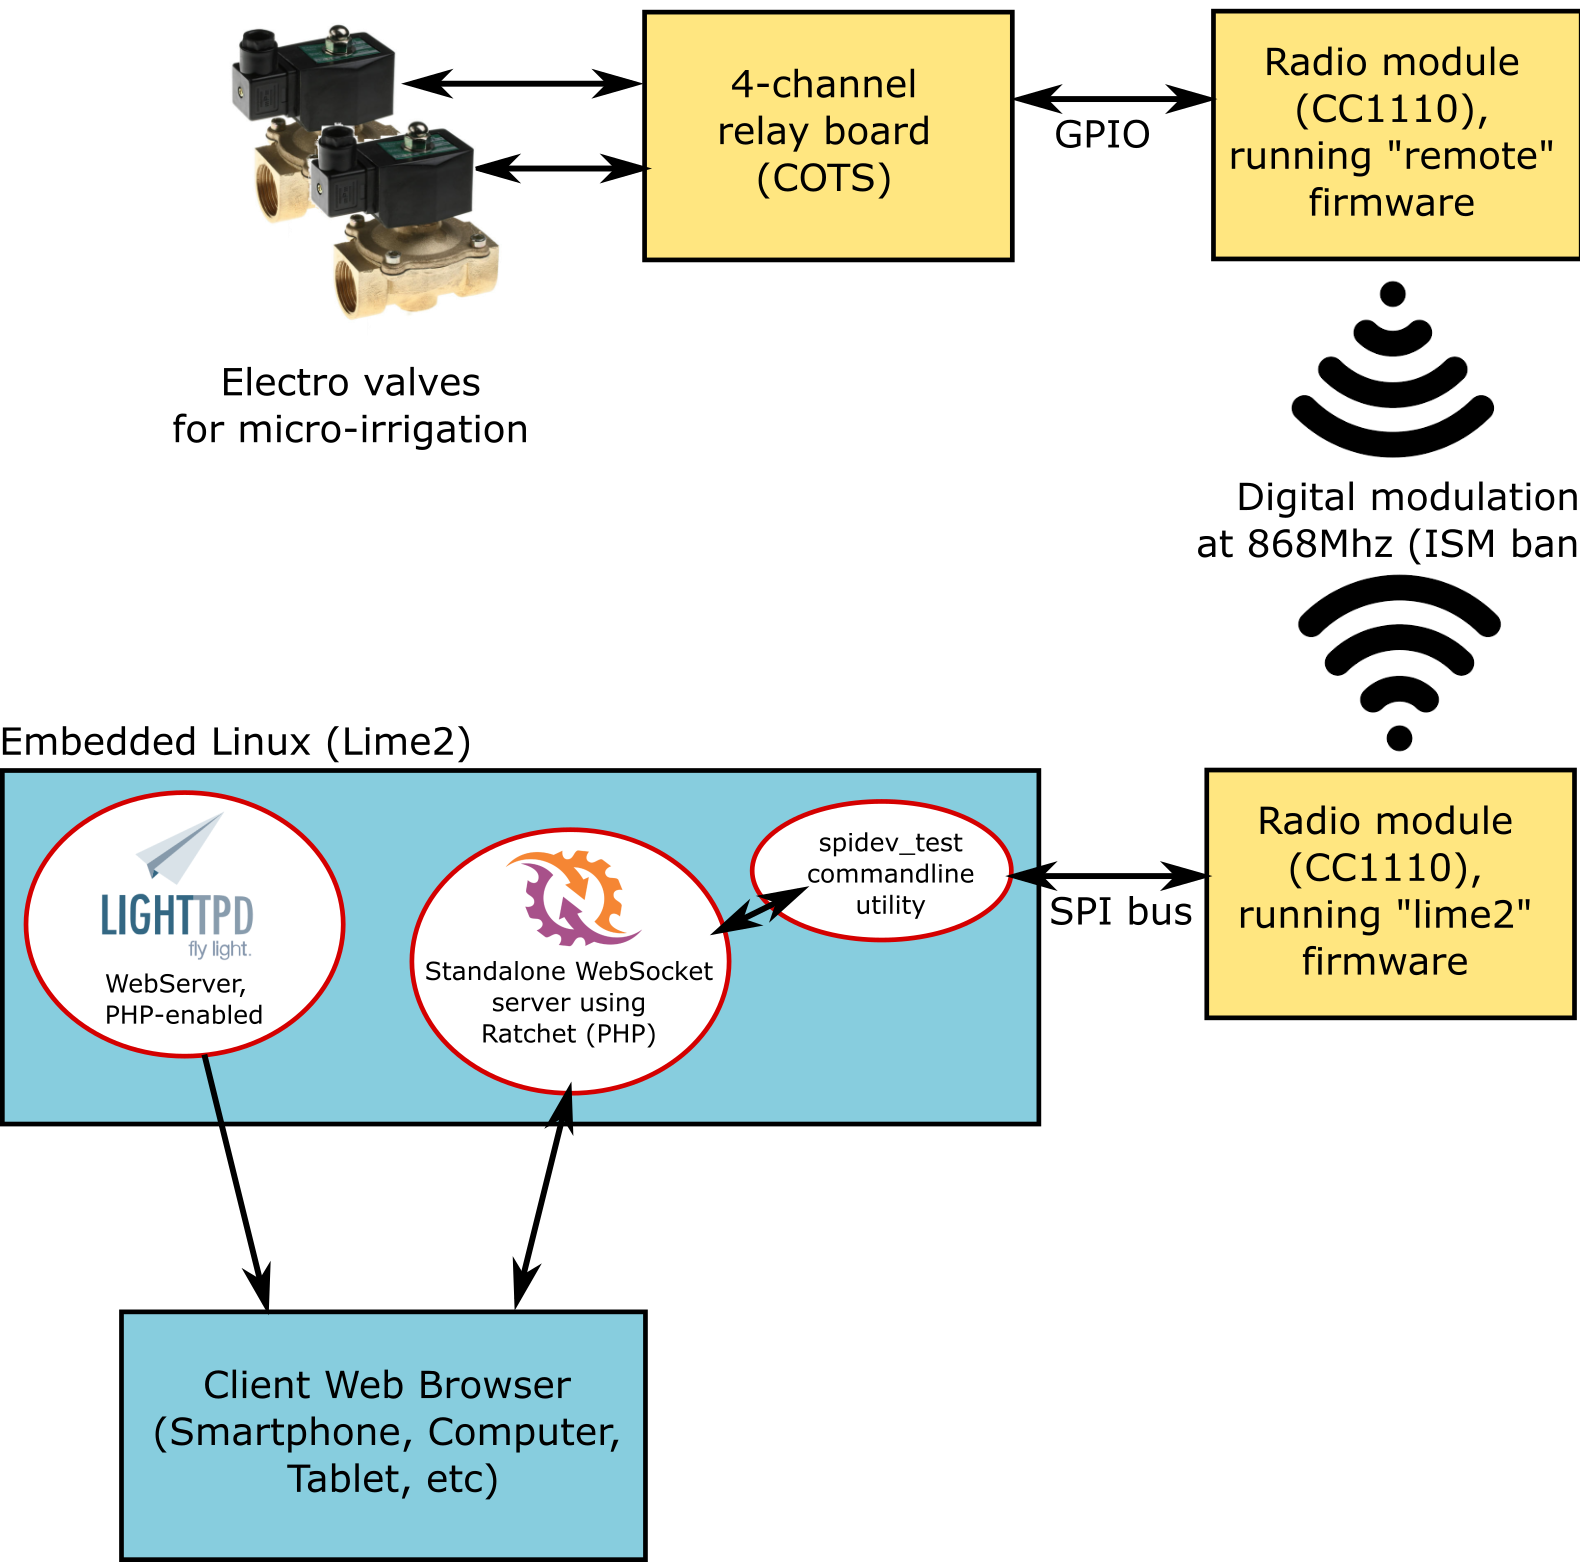 4-channel
relay board
(COTS)
GPIO
Radio module
(CC1110),
running "remote"
firmware
Electro valves
for micro-irrigation
Digital modulation
at 868Mhz (ISM ban
Embedded Linux (Lime2)
LIGHTTPD
fly light.
WebServer,
PHP-enabled
Standalone WebSocket
server using
Ratchet (PHP)
spidev_test
commandline
utility
SPI bus
Radio module
(CC1110),
running "lime2"
firmware
Client Web Browser
(Smartphone, Computer,
Tablet, etc)